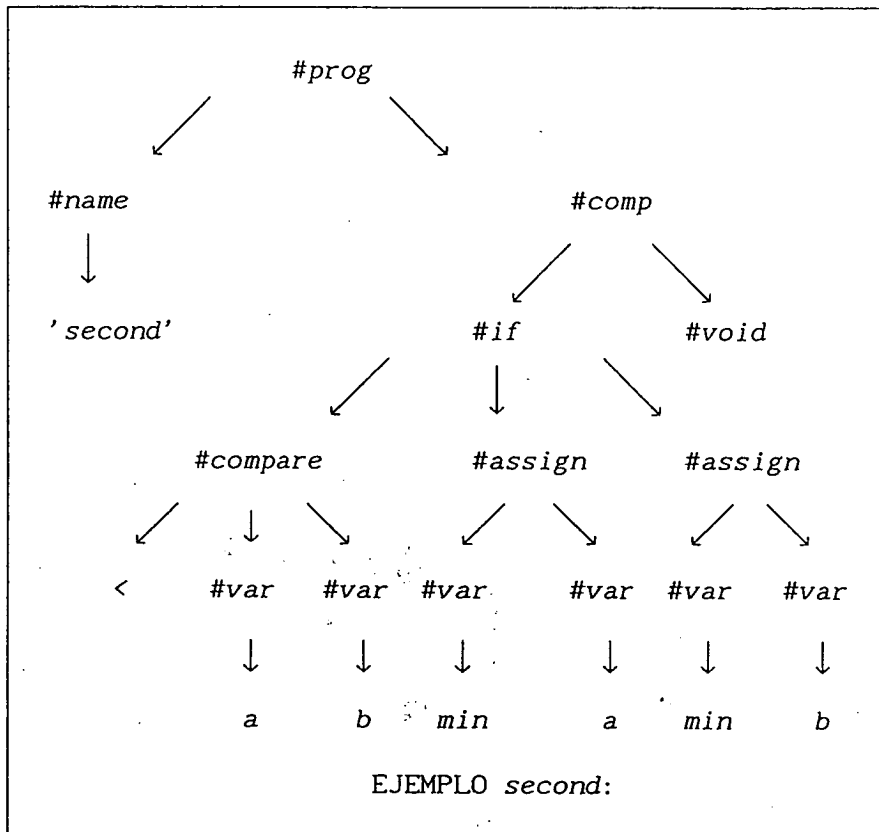 #prog
#name #comp
'second' #if #void
#compare #assign #assign
< #var #var #var #var #var #var
a b min a min b
EJEMPLO second: